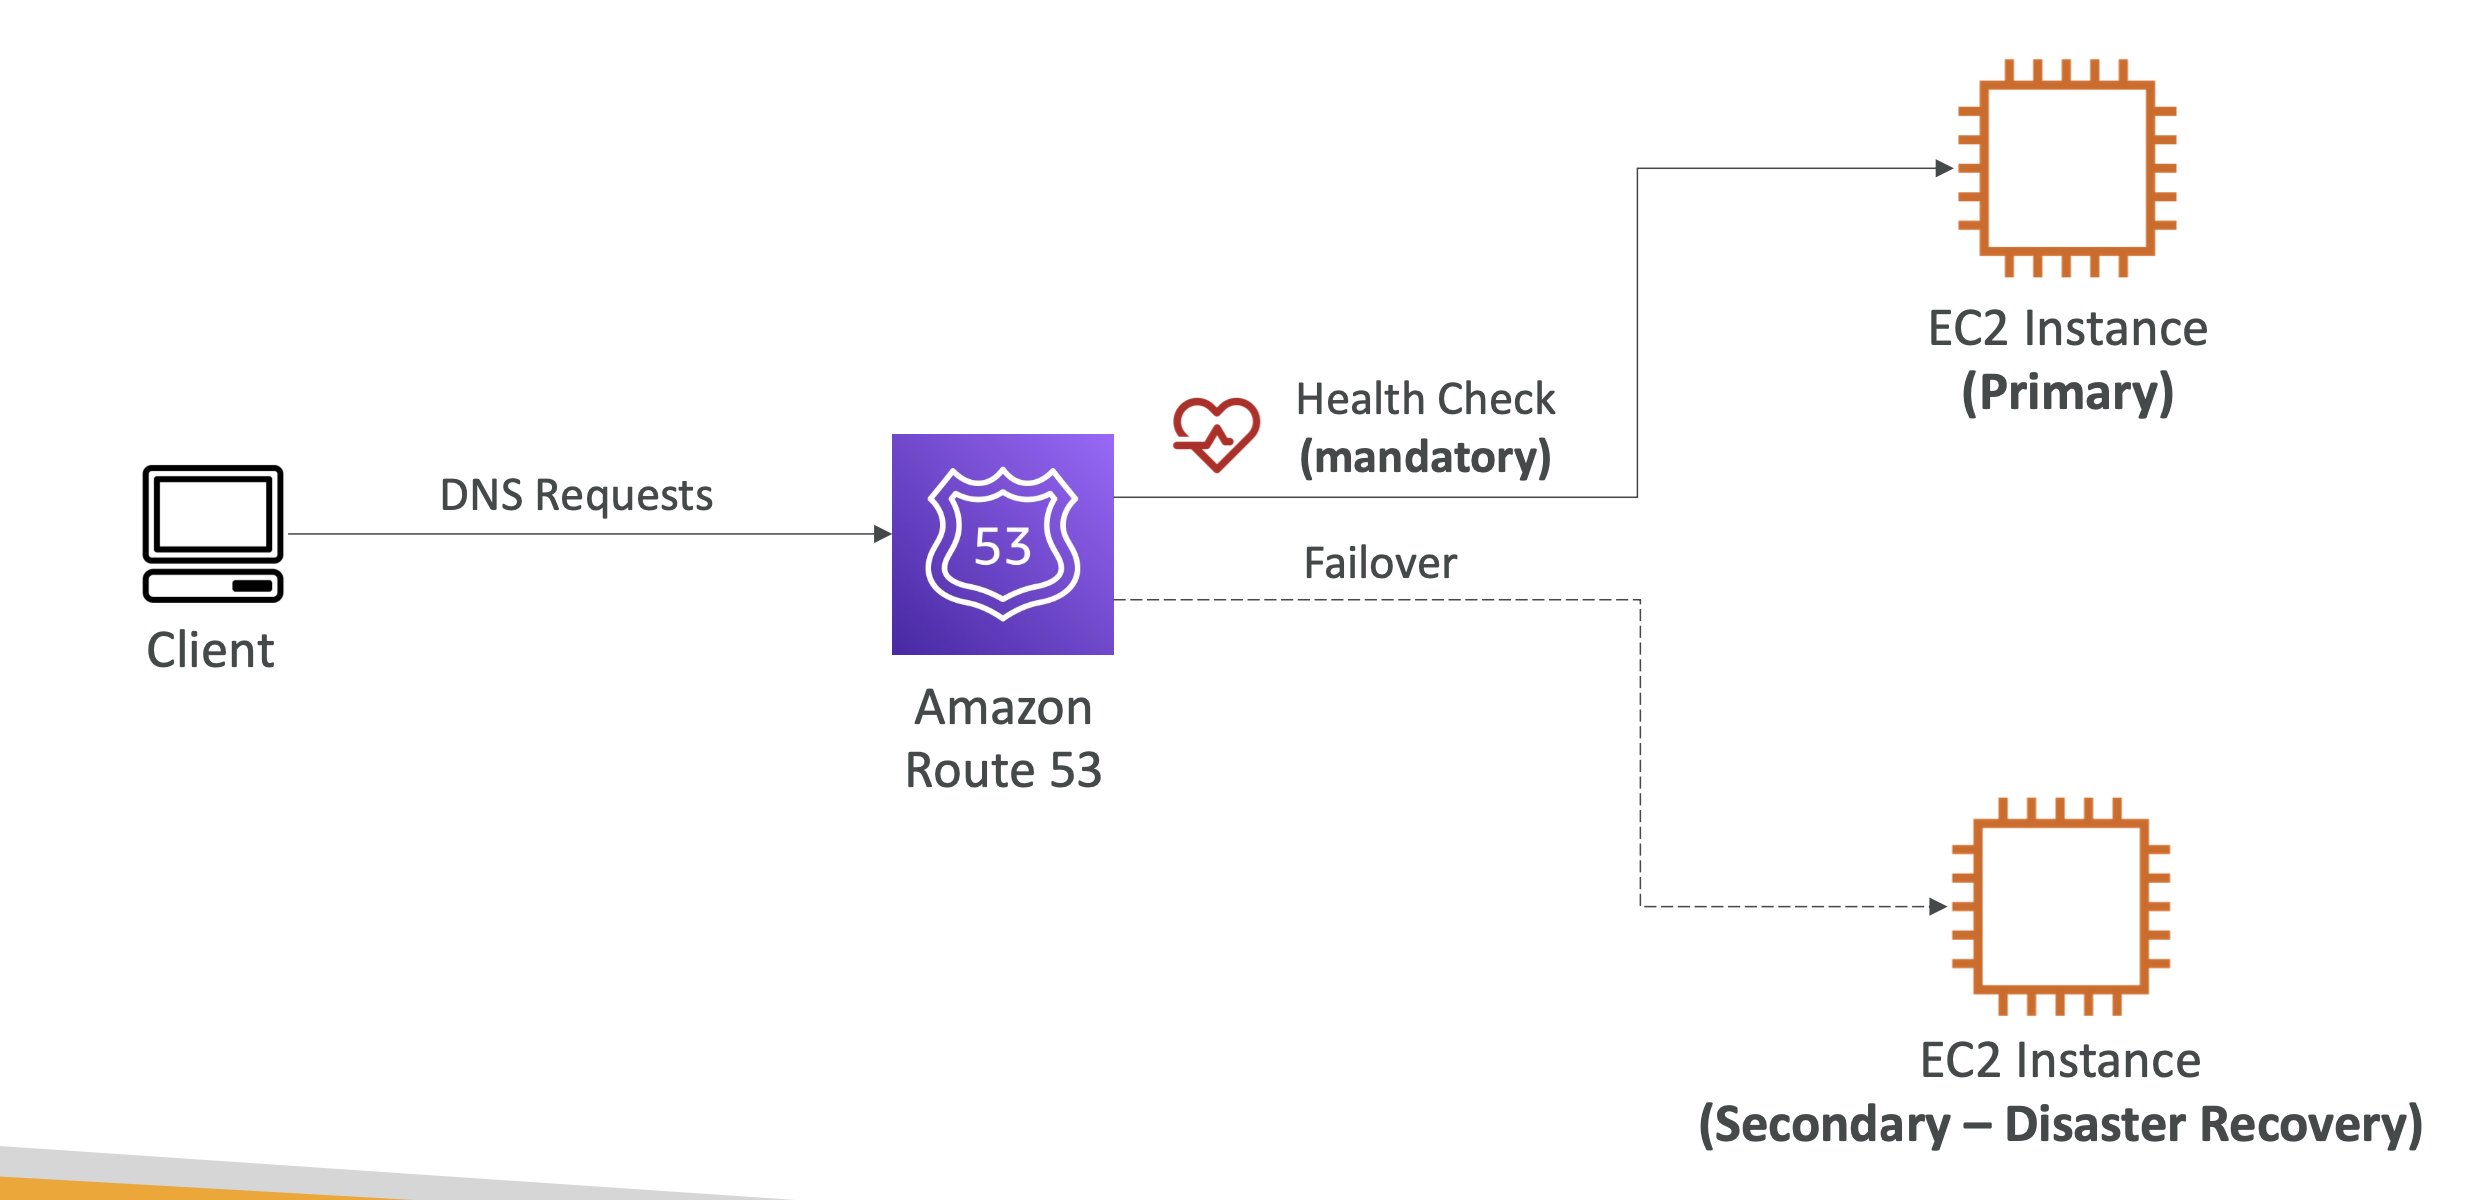 EC2 Instance
(Primary)
Health Check
(mandatory)
DNS Requests
53
Failover
Client
Amazon
Route 53
EC2 Instance
(Secondary – Disaster Recovery)